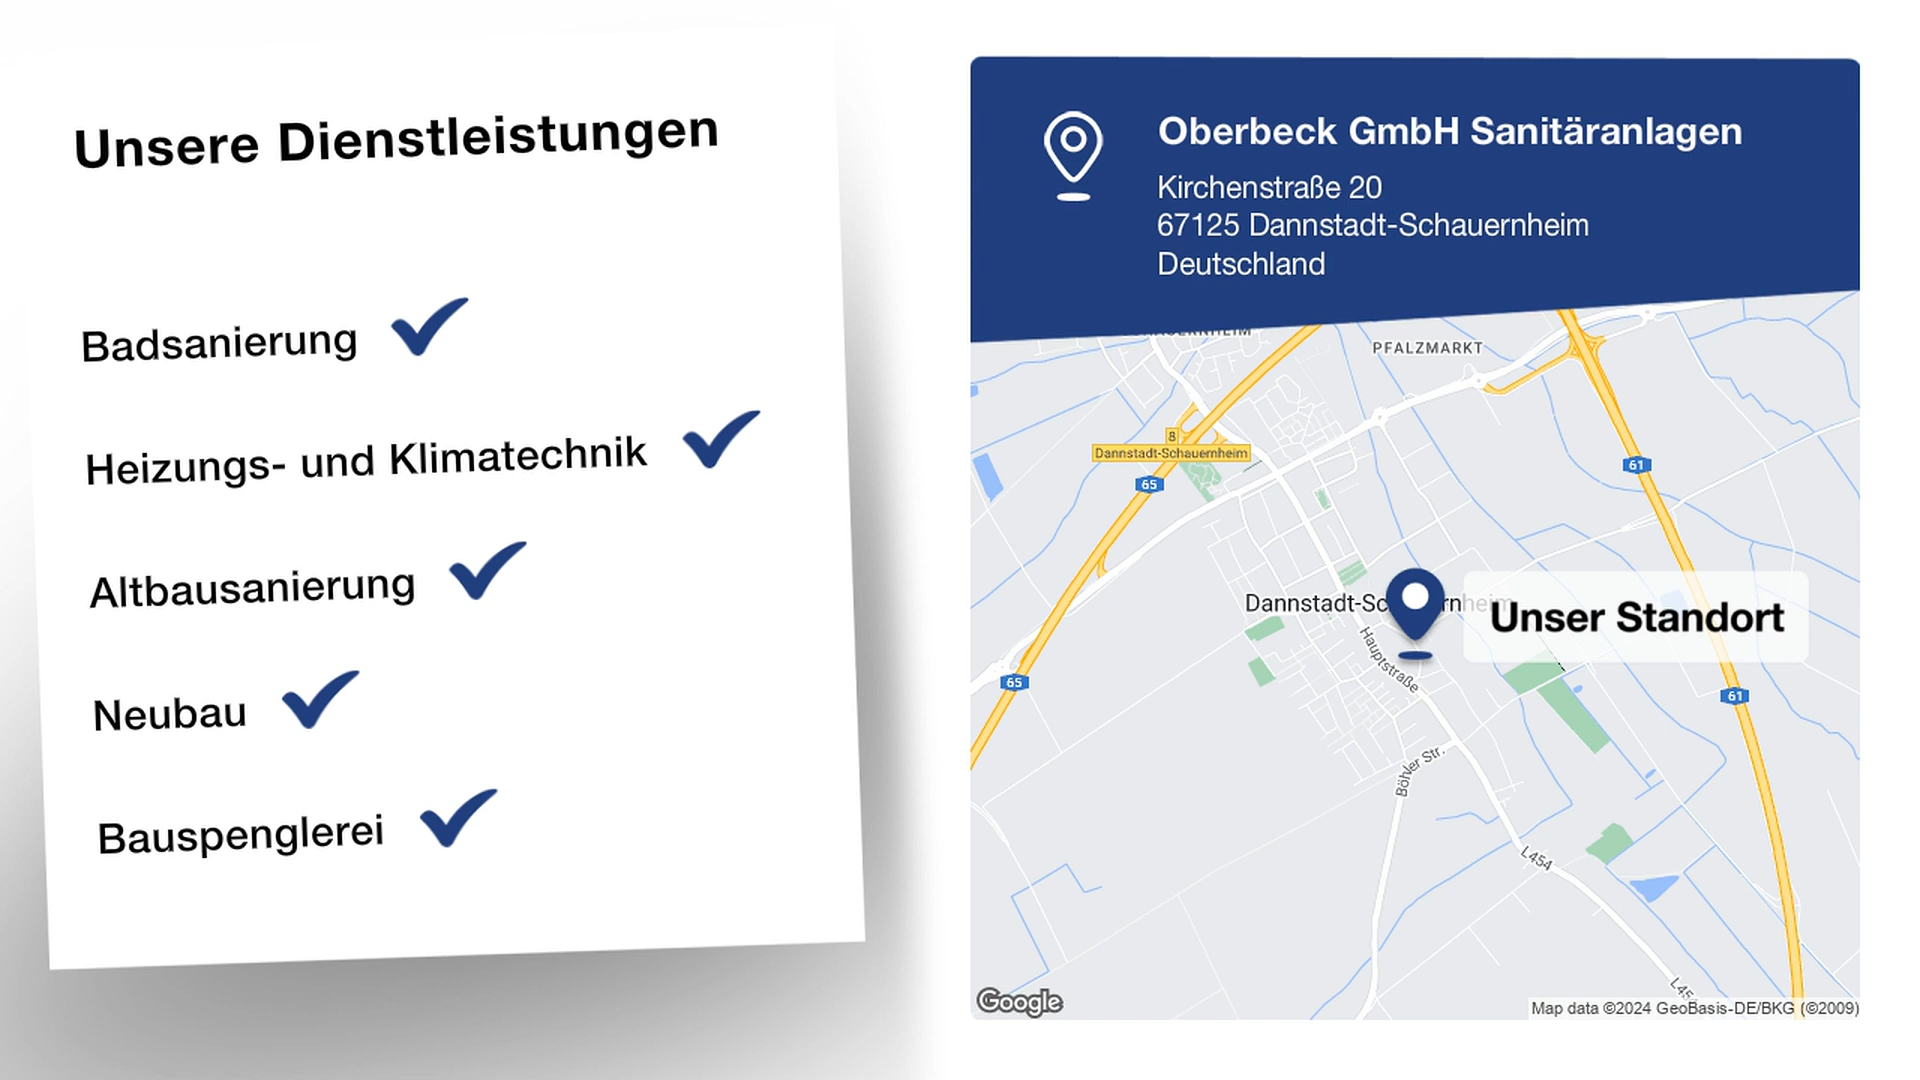 Unsere Dienstleistungen
Badsanierung
Heizungs- und Klimatechnik
Altbausanierung
Neubau
Bauspenglerei
Oberbeck GmbH Sanitäranlagen
Kirchenstraße 20
67125 Dannstadt-Schauernheim
Deutschland
PFALZMARKT
8
Dannstadt-Schauernheim
65
61
Unser Standort
Hauptstraße
65
61
Böhler Str.
L454
Google
Map data ©2024 GeoBasis-DE/BKG (©2009)